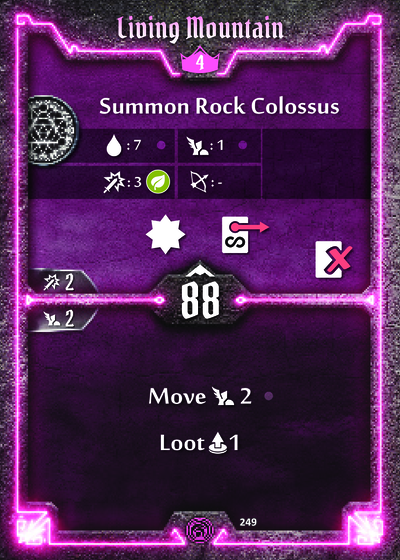 Living Mountain
4
Summon Rock Colossus
:7 :1
:3 :-
2
88
2
Move 2
Loot 1
249